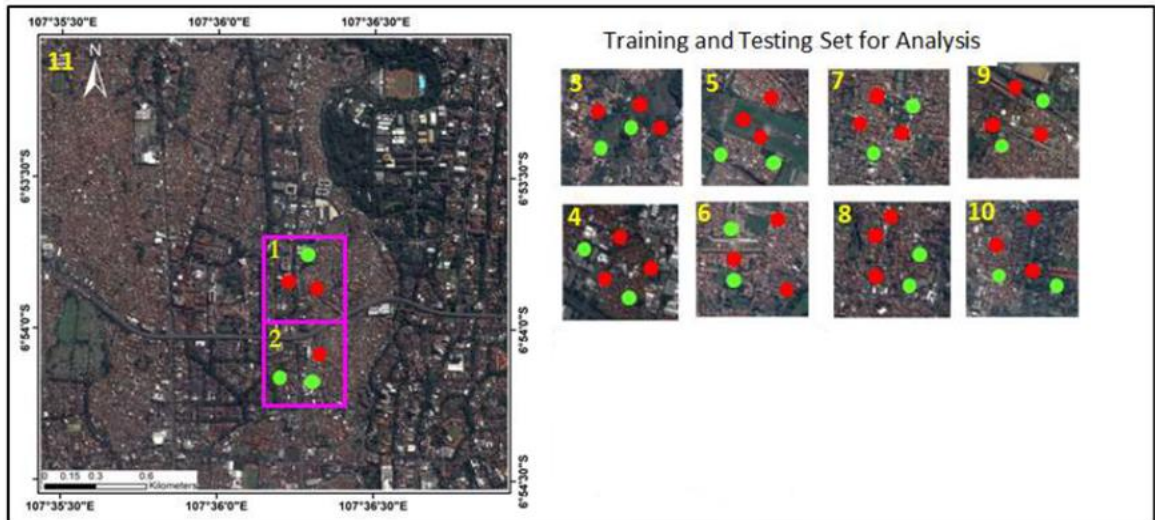 107°35'30"E 107°36'0"E 107°36'30"E
Training and Testing Set for Analysis
11
N
3 5 7 9
6°53'30"S 6°53'30"S
4 6 8 10
1
2
6°54'0"S 6°54'0"S
0 0.15 0.3 0.6
Kilometers
6°54'30"S 6°54'30"S
107°35'30"E 107°36'0"E 107°36'30"E